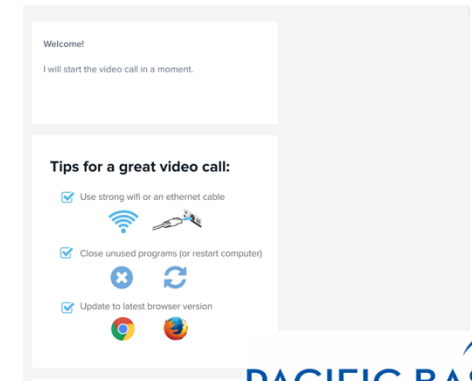 Welcome!
I will start the video call in a moment.
Tips for a great video call:
Use strong wifi or an ethernet cable
Close unused programs (or restart computer)
Update to latest browser version
PACIFIC